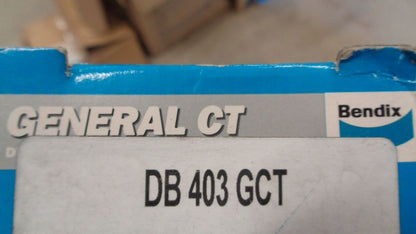 GENERAL CT
Bendix
D
DB 403 GCT